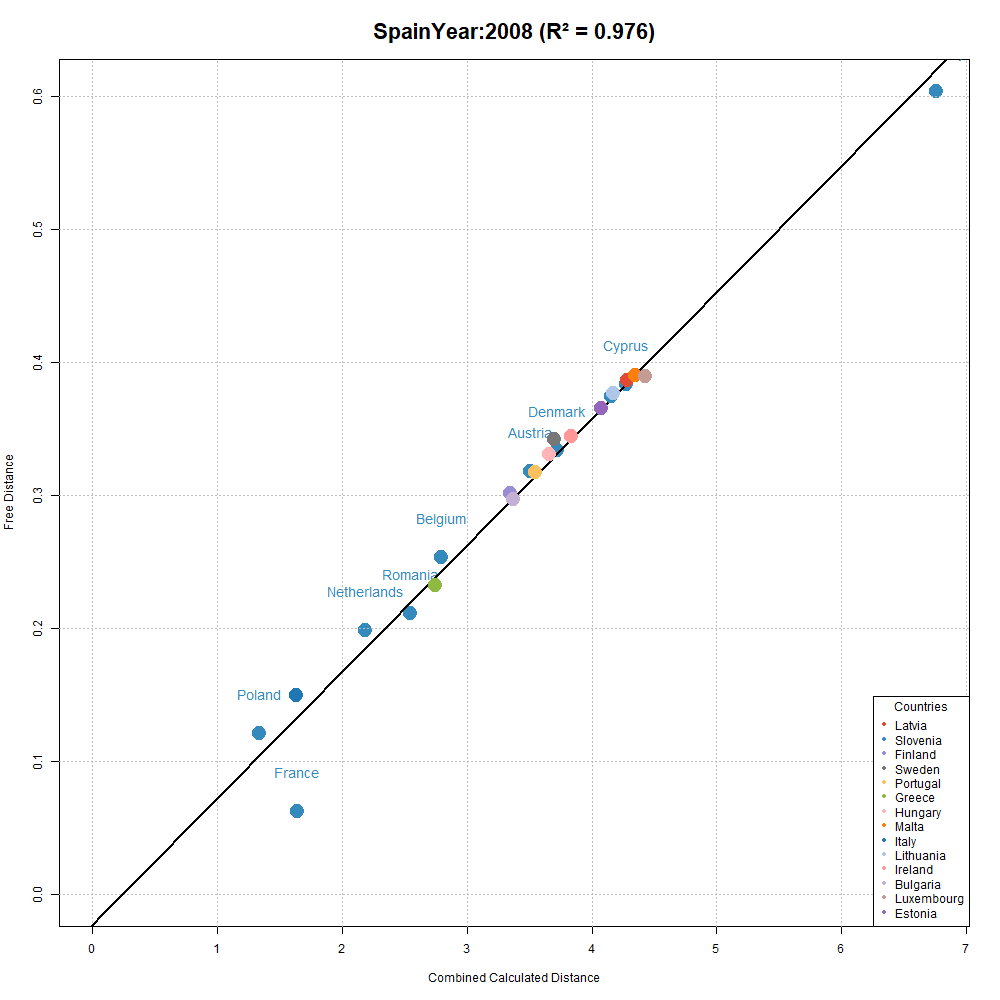 SpainYear:2008 (R² = 0.976)
0.6
0.5
0.4
0.3
0.2
0.1
0.0
Free Distance
Cyprus
Denmark
Austria
Belgium
Romania
Netherlands
Poland
France
Countries
Latvia
Slovenia
Finland
Sweden
Portugal
Greece
Hungary
Malta
Italy
Lithuania
Ireland
Bulgaria
Luxembourg
Estonia
0 1 2 3 4 5 6 7
Combined Calculated Distance